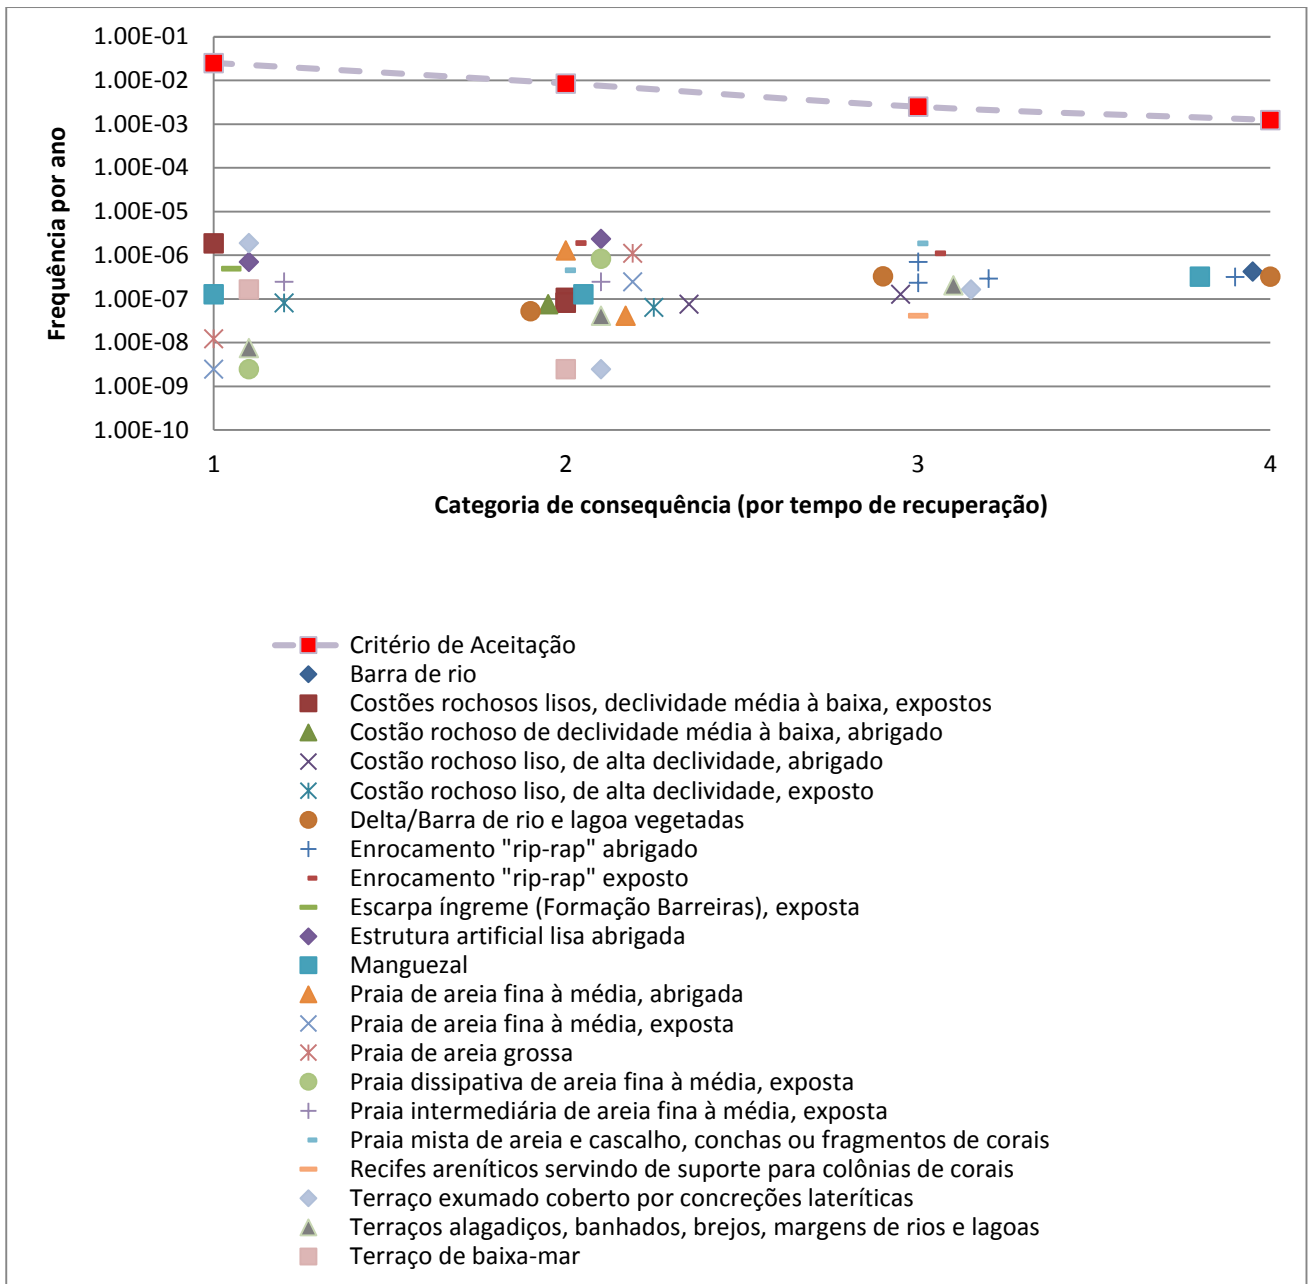 1.00E-01
1.00E-02
1.00E-03
1.00E-04
1.00E-05
1.00E-06
1.00E-07
1.00E-08
1.00E-09
1.00E-10
Frequência por ano
1 2 3 4
Categoria de consequência (por tempo de recuperação)
Critério de Aceitação
Barra de rio
Costões rochosos lisos, declividade média à baixa, expostos
Costão rochoso de declividade média à baixa, abrigado
Costão rochoso liso, de alta declividade, abrigado
Costão rochoso liso, de alta declividade, exposto
Delta/Barra de rio e lagoa vegetadas
Enrocamento "rip-rap" abrigado
Enrocamento "rip-rap" exposto
Escarpa íngreme (Formação Barreiras), exposta
Estrutura artificial lisa abrigada
Manguezal
Praia de areia fina à média, abrigada
Praia de areia fina à média, exposta
Praia de areia grossa
Praia dissipativa de areia fina à média, exposta
Praia intermediária de areia fina à média, exposta
Praia mista de areia e cascalho, conchas ou fragmentos de corais
Recifes areníticos servindo de suporte para colônias de corais
Terraço exumado coberto por concreções lateríticas
Terraços alagadiços, banhados, brejos, margens de rios e lagoas
Terraço de baixa-mar